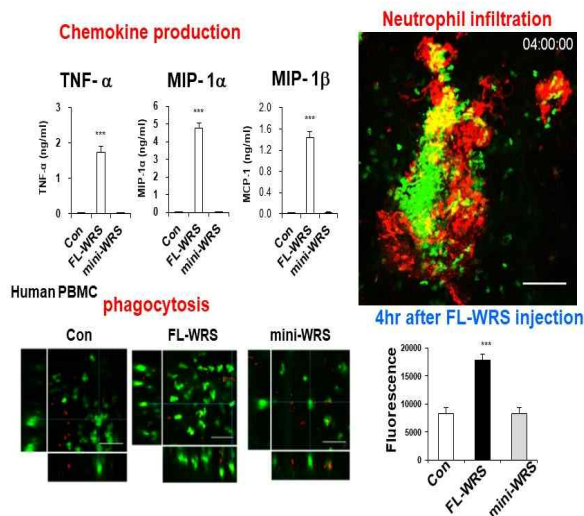 Chemokine production
TNF- α
TNF-α (ng/ml)
3
2
1
0
Con
FL-WRS
mini-WRS
***
MIP- 1α
MIP-1α (ng/ml)
6
5
4
3
2
1
0
Con
FL-WRS
mini-WRS
***
MIP- 1β
MCP-1 (ng/ml)
2.0
1.6
1.2
0.8
0.4
0.0
Con
FL-WRS
mini-WRS
***
Neutrophil infiltration
04:00:00
Human PBMC
phagocytosis
Con
FL-WRS
mini-WRS
4hr after FL-WRS injection
Fluorescence
20000
15000
10000
5000
0
Con
FL-WRS
mini-WRS
***